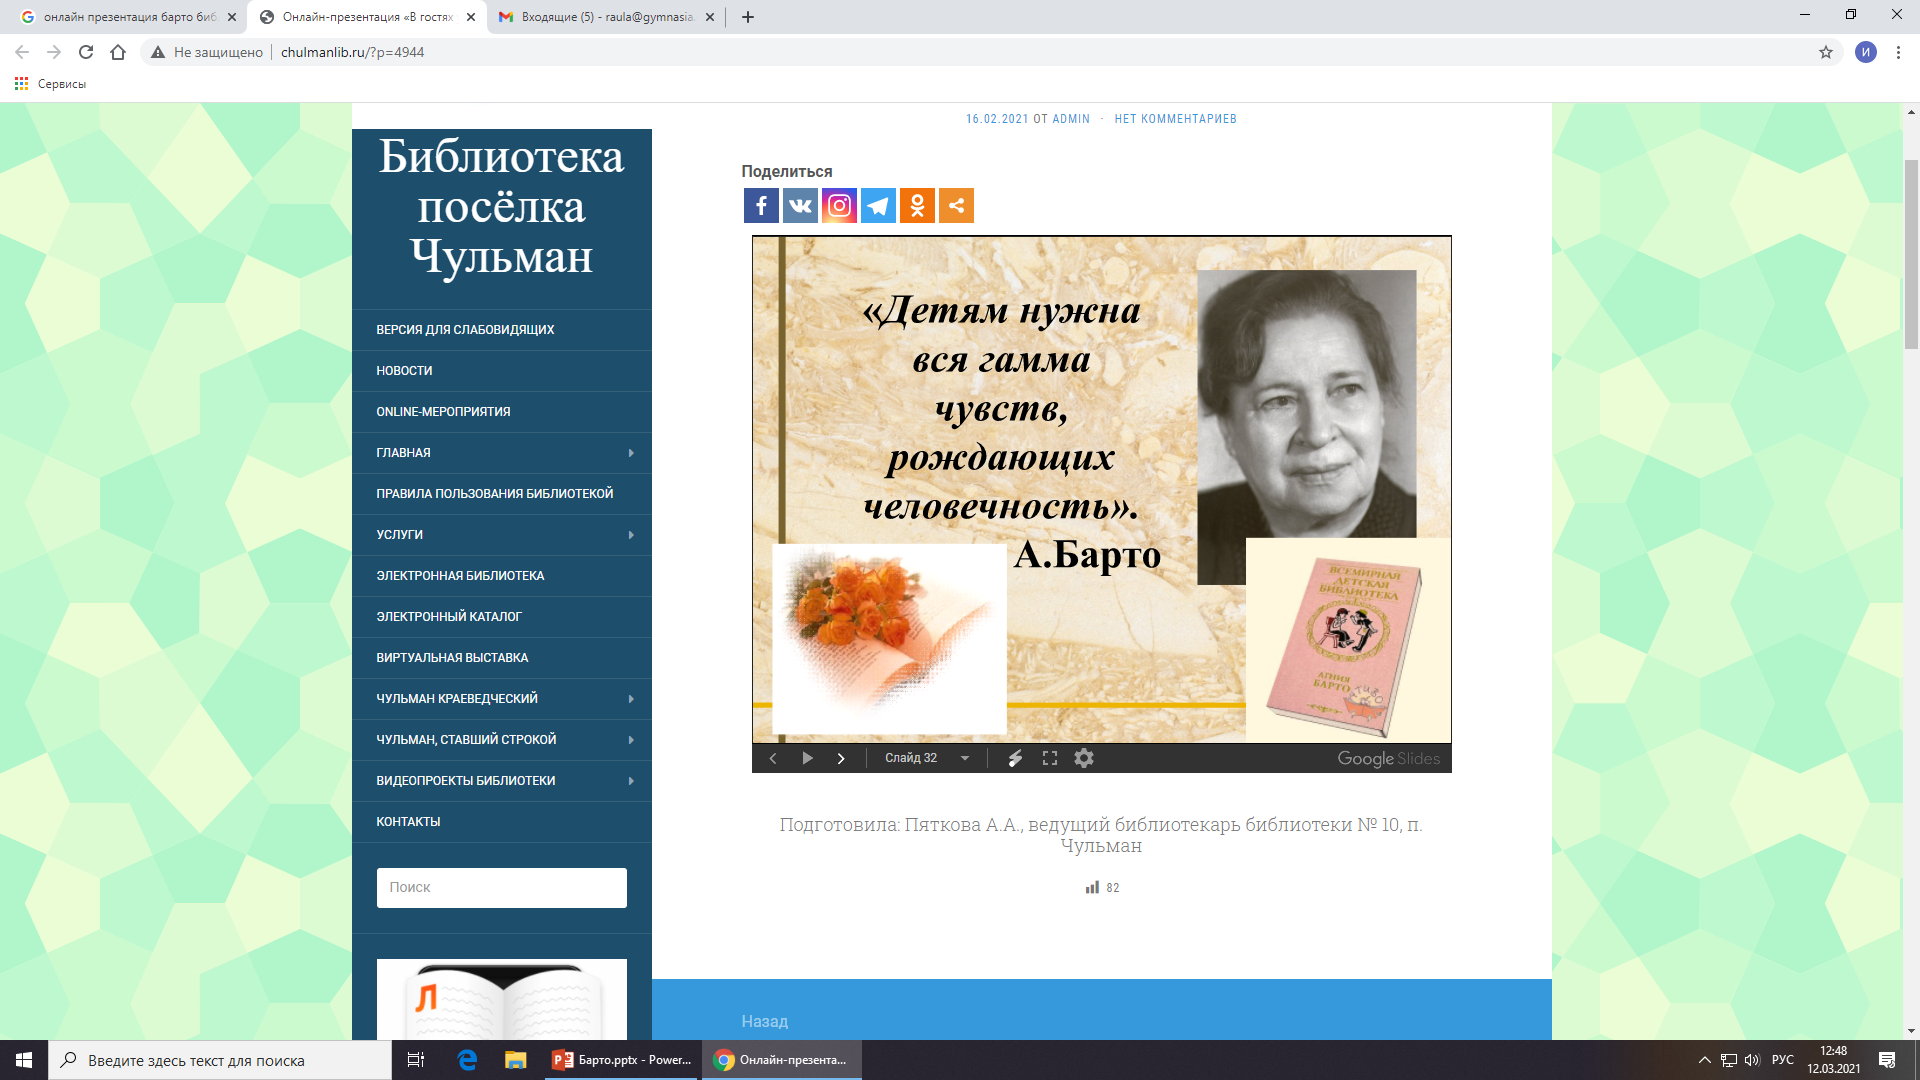 онлайн презентация барто биб
Онлайн-презентация «В гостях
Входящие (5) - raula@gymnasia.
Не защищено
chulmanlib.ru/?p=4944
И
Сервисы
16.02.2021 ОТ ADMIN · НЕТ КОММЕНТАРИЕВ
Библиотека
посёлка
Чульман
ВЕРСИЯ ДЛЯ СЛАБОВИДЯЩИХ
НОВОСТИ
ONLINE-МЕРОПРИЯТИЯ
ГЛАВНАЯ
ПРАВИЛА ПОЛЬЗОВАНИЯ БИБЛИОТЕКОЙ
УСЛУГИ
ЭЛЕКТРОННАЯ БИБЛИОТЕКА
ЭЛЕКТРОННЫЙ КАТАЛОГ
ВИРТУАЛЬНАЯ ВЫСТАВКА
ЧУЛЬМАН КРАЕВЕДЧЕСКИЙ
ЧУЛЬМАН, СТАВШИЙ СТРОКОЙ
ВИДЕОПРОЕКТЫ БИБЛИОТЕКИ
КОНТАКТЫ
Поиск
Л
Поделиться
«Детям нужна
вся гамма
чувств,
рождающих
человечность».
А.Барто
ВСЕМИРНАЯ
ДЕТСКАЯ
БИБЛИОТЕКА
АГНИЯ
БАРТО
Слайд 32
Google Slides
Подготовила: Пяткова А.А., ведущий библиотекарь библиотеки № 10, п.
Чульман
82
Назад
Введите здесь текст для поиска
Барто.pptx - Power...
Онлайн-презента...
РУС
12:48
12.03.2021